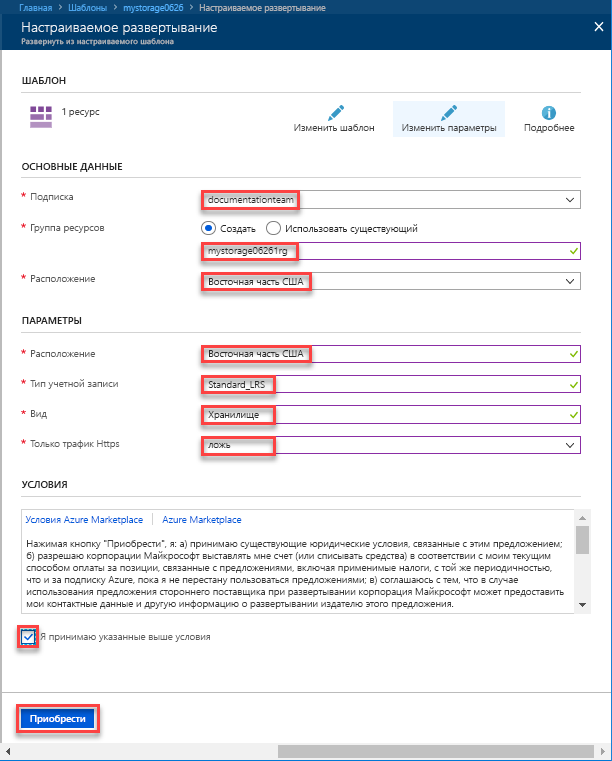 Главная > Шаблоны > mystorage0626 > Настраиваемое развертывание
Настраиваемое развертывание
Развернуть из настраиваемого шаблона
ШАБЛОН
1 ресурс
Изменить шаблон
Изменить параметры
Подробнее
ОСНОВНЫЕ ДАННЫЕ
* Подписка
documentationteam
* Группа ресурсов
Создать
Использовать существующий
mystorage06261rg
* Расположение
Восточная часть США
ПАРАМЕТРЫ
* Расположение
Восточная часть США
* Тип учетной записи
Standard_LRS
* Вид
Хранилище
* Только трафик Https
ложь
УСЛОВИЯ
Условия Azure Marketplace | Azure Marketplace
Нажимая кнопку "Приобрести", я: а) принимаю существующие юридические условия, связанные с этим предложением;
б) разрешаю корпорации Майкрософт выставлять мне счет (или списывать средства) в соответствии с моим текущим
способом оплаты за позиции, связанные с предложениями, включая применимые налоги, с той же периодичностью,
что и за подписку Azure, пока я не перестану пользоваться предложениями; в) соглашаюсь с тем, что в случае
использования предложения стороннего поставщика при развертывании корпорация Майкрософт может предоставить
мои контактные данные и другую информацию о развертывании издателю этого предложения.
Я принимаю указанные выше условия
Приобрести